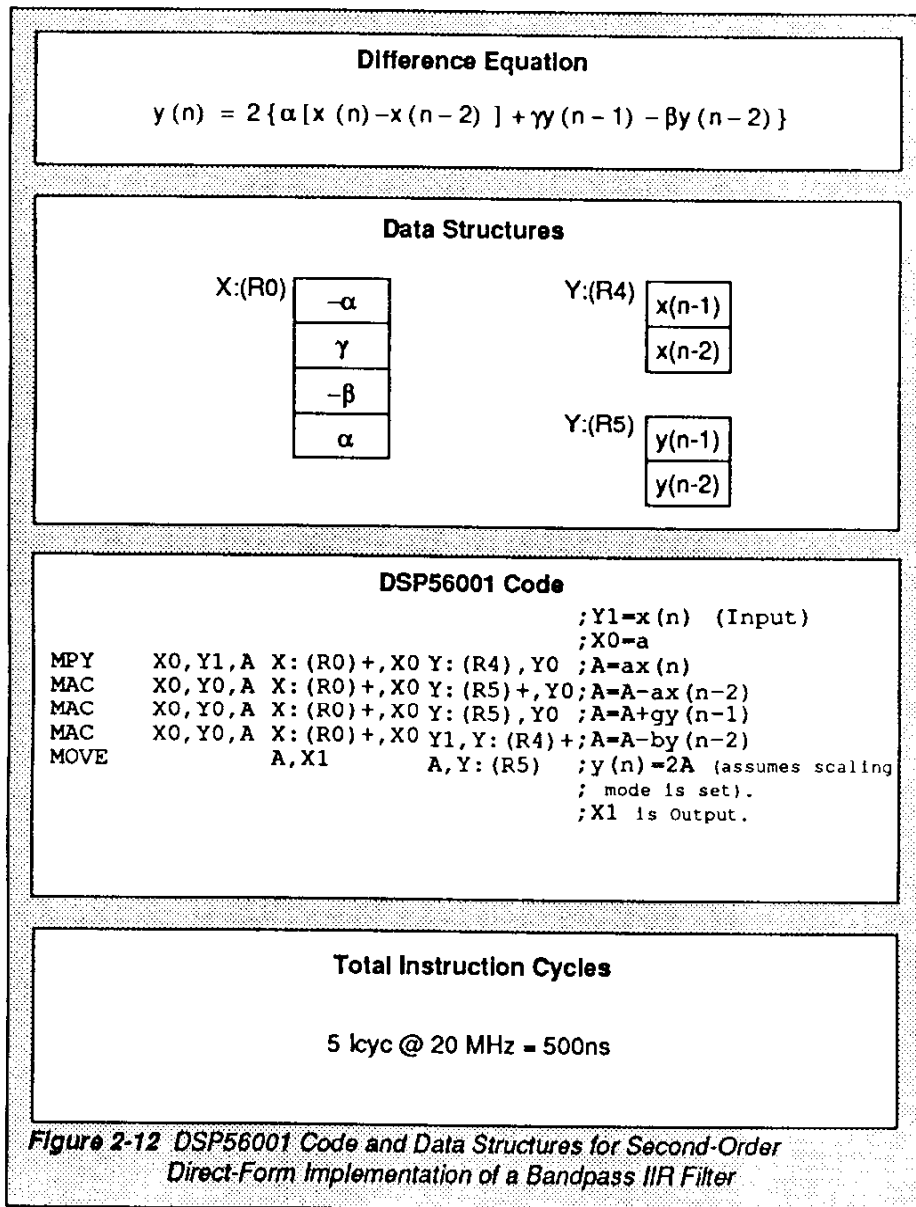 Difference Equation
y (n) = 2 { α [x (n) –x (n – 2) ] + γy (n – 1) – βy (n – 2) }
Data Structures
X:(R0)
–α
γ
–β
α
Y:(R4)
x(n-1)
x(n-2)
Y:(R5)
y(n-1)
y(n-2)
DSP56001 Code
;Y1=x(n) (Input)
;X0=a
MPY X0,Y1,A X:(R0)+,X0 Y:(R4),Y0 ;A=ax(n)
MAC X0,Y0,A X:(R0)+,X0 Y:(R5)+,Y0;A=A-ax(n-2)
MAC X0,Y0,A X:(R0)+,X0 Y:(R5),Y0 ;A=A+gy(n-1)
MAC X0,Y0,A X:(R0)+,X0 Y1,Y:(R4)+;A=A-by(n-2)
MOVE A,X1 A,Y:(R5) ;y(n)=2A (assumes scaling
; mode is set).
;X1 is Output.
Total Instruction Cycles
5 Icyc @ 20 MHz = 500ns
Figure 2-12 DSP56001 Code and Data Structures for Second-Order
Direct-Form Implementation of a Bandpass IIR Filter